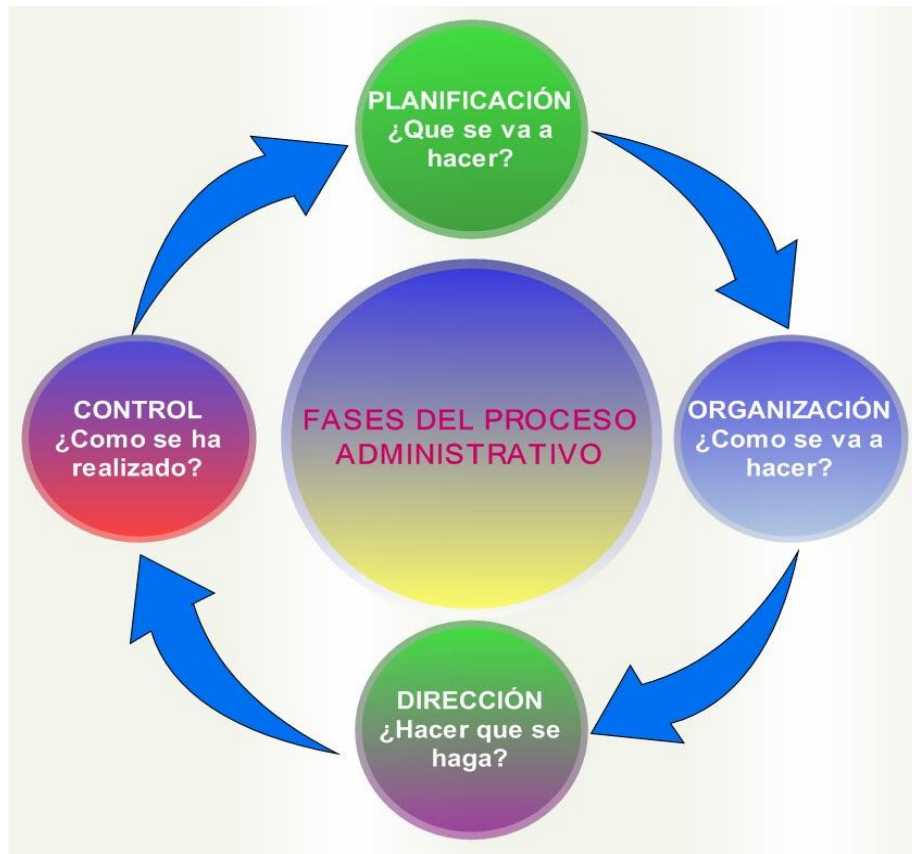 PLANIFICACIÓN
¿Que se va a
hacer?
ORGANIZACIÓN
¿Como se va a
hacer?
DIRECCIÓN
¿Hacer que se
haga?
CONTROL
¿Como se ha
realizado?
FASES DEL PROCESO
ADMINISTRATIVO